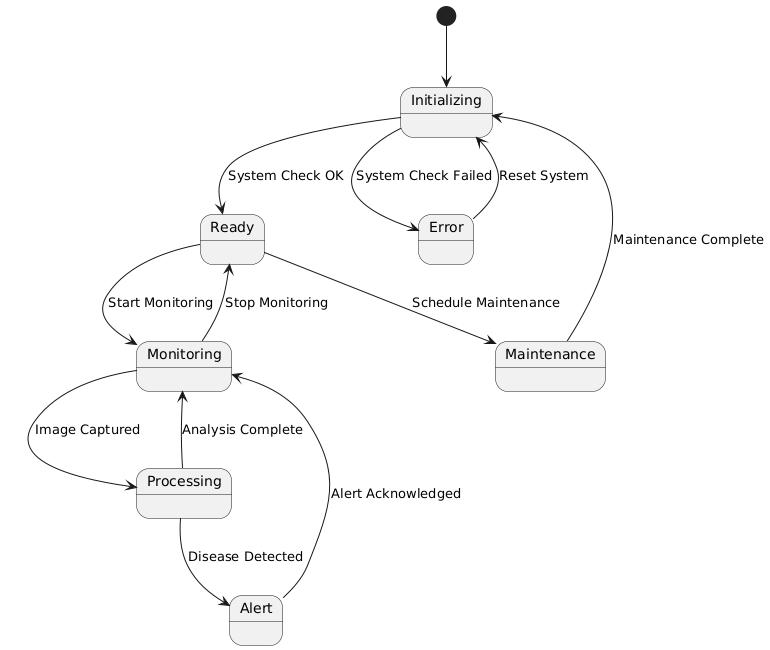 Initializing
System Check OK
System Check Failed
Reset System
Ready
Error
Maintenance Complete
Start Monitoring
Stop Monitoring
Schedule Maintenance
Monitoring
Maintenance
Image Captured
Analysis Complete
Processing
Alert Acknowledged
Disease Detected
Alert